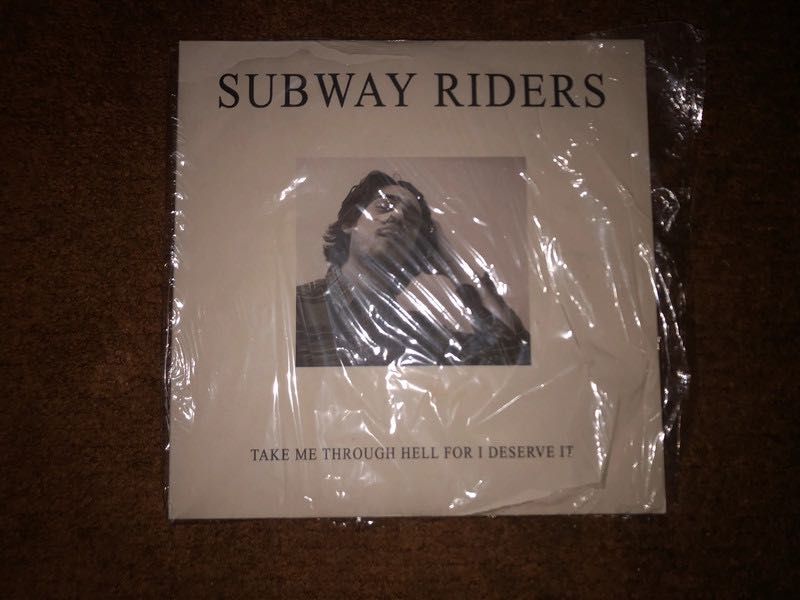 SUBWAY RIDERS
TAKE ME THROUGH HELL FOR I DESERVE IT